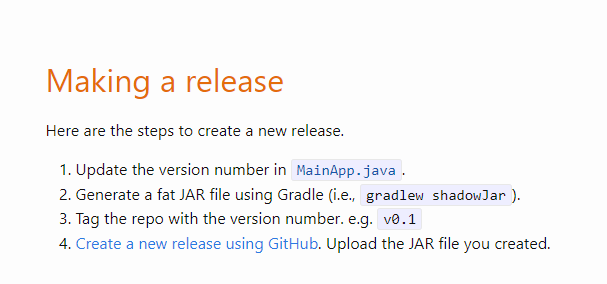 Making a release
Here are the steps to create a new release.
1. Update the version number in MainApp.java.
2. Generate a fat JAR file using Gradle (i.e., gradlew shadowJar).
3. Tag the repo with the version number. e.g. v0.1
4. Create a new release using GitHub. Upload the JAR file you created.